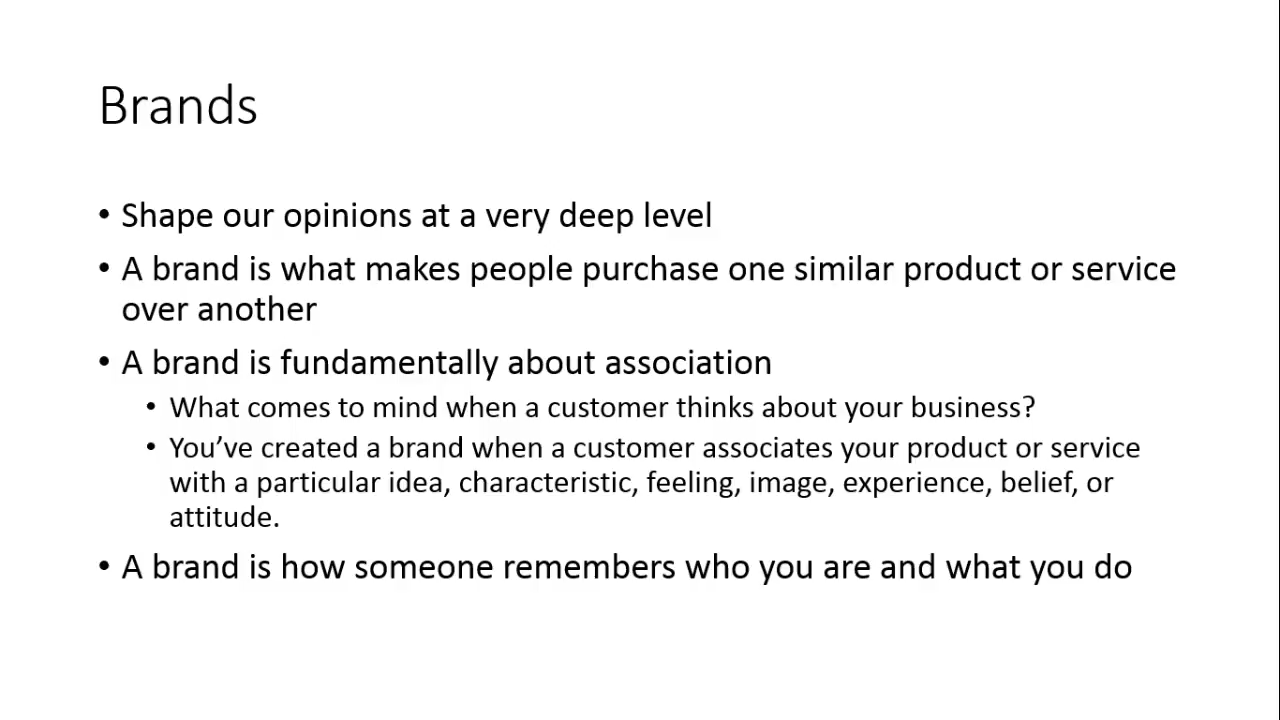 Brands
• Shape our opinions at a very deep level
• A brand is what makes people purchase one similar product or service
over another
• A brand is fundamentally about association
• What comes to mind when a customer thinks about your business?
• You’ve created a brand when a customer associates your product or service
with a particular idea, characteristic, feeling, image, experience, belief, or
attitude.
• A brand is how someone remembers who you are and what you do